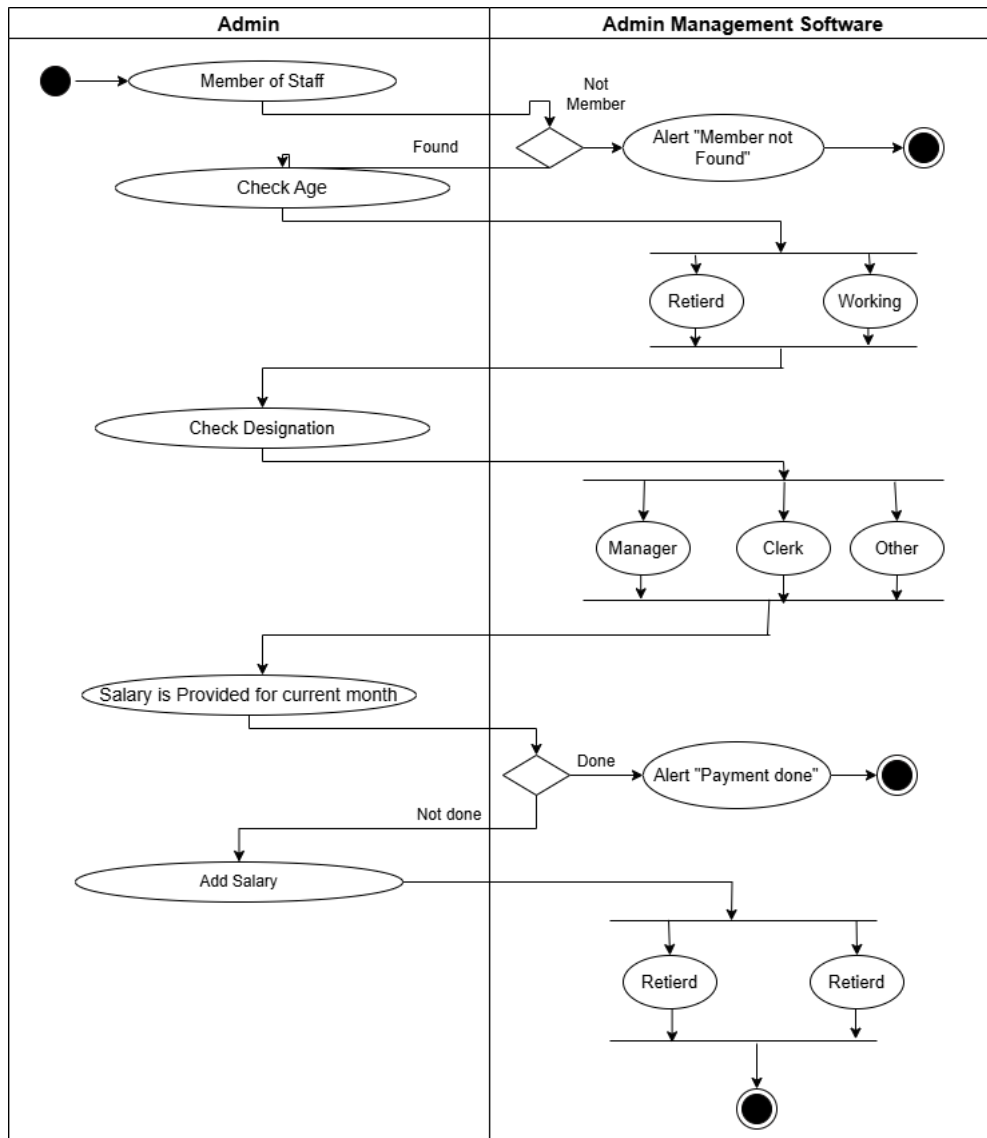 Admin
Admin Management Software
Member of Staff
Not
Member
Alert "Member not
Found"
Found
Check Age
Retierd
Working
Check Designation
Manager
Clerk
Other
Salary is Provided for current month
Done
Alert "Payment done"
Not done
Add Salary
Retierd
Retierd